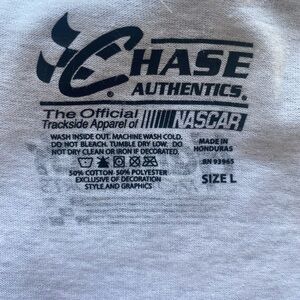 CHASE
AUTHENTICS®
The Official
Trackside Apparel of NASCAR
WASH INSIDE OUT. MACHINE WASH COLD.
DO NOT BLEACH. TUMBLE DRY LOW. DO
NOT DRY CLEAN OR IRON IF DECORATED.
50% COTTON· 50% POLYESTER
EXCLUSIVE OF DECORATION
STYLE AND GRAPHICS
MADE IN
HONDURAS
RN 93965
SIZE L